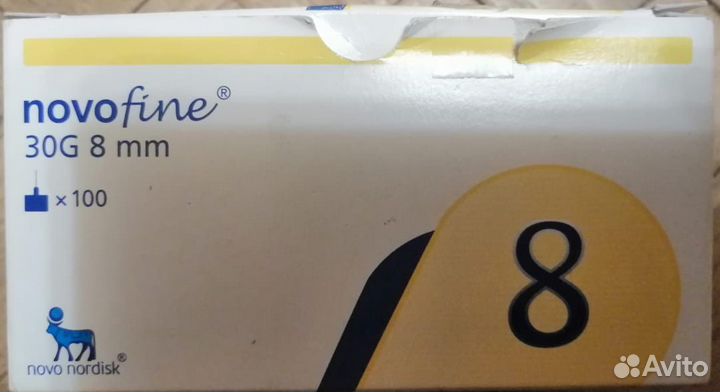 novofine®
30G 8 mm
× 100
8
novo nordisk®
Avito